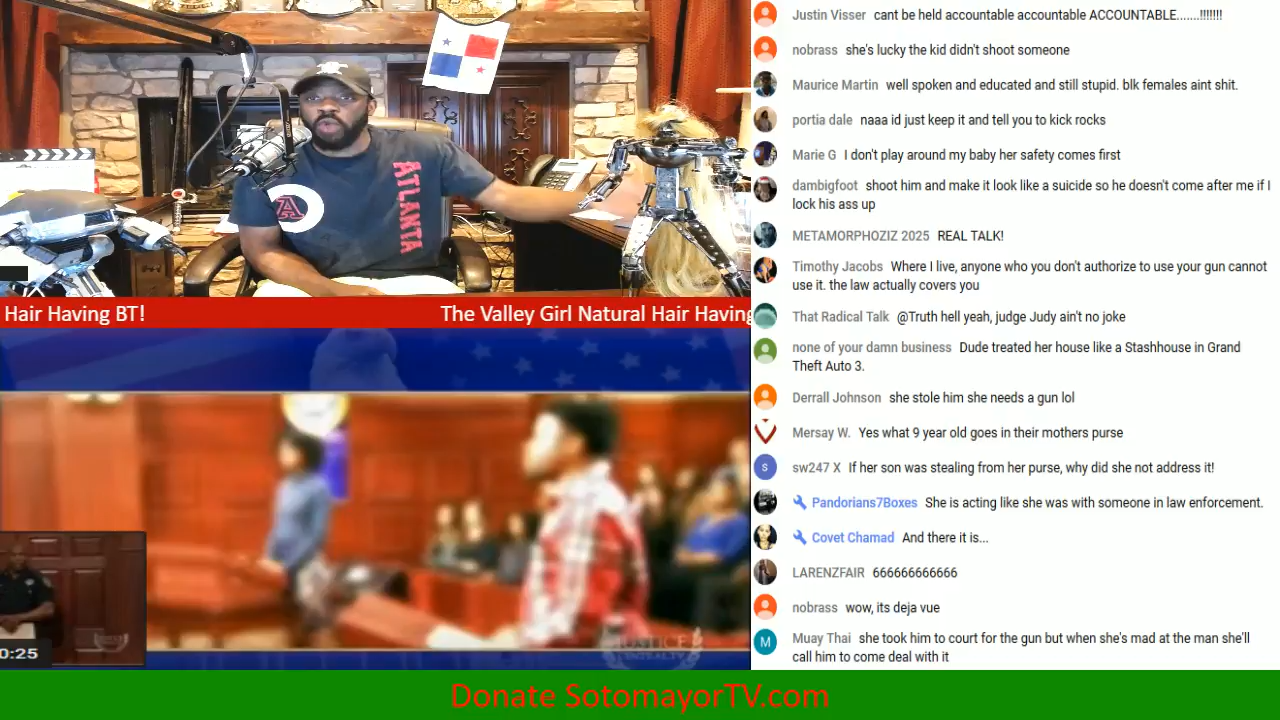 ATLANTA
A
Hair Having BT!
The Valley Girl Natural Hair Having
JUSTICE
CENTRALTV
0:25
Donate SotomayorTV.com
Justin Visser cant be held accountable accountable ACCOUNTABLE.......!!!!!!!
nobrass she's lucky the kid didn't shoot someone
Maurice Martin well spoken and educated and still stupid. blk females aint shit.
portia dale naaa id just keep it and tell you to kick rocks
Marie G I don't play around my baby her safety comes first
dambigfoot shoot him and make it look like a suicide so he doesn't come after me if I
lock his ass up
METAMORPHOZIZ 2025 REAL TALK!
Timothy Jacobs Where I live, anyone who you don't authorize to use your gun cannot
use it. the law actually covers you
That Radical Talk @Truth hell yeah, judge Judy ain't no joke
none of your damn business Dude treated her house like a Stashhouse in Grand
Theft Auto 3.
Derrall Johnson she stole him she needs a gun lol
Mersay W. Yes what 9 year old goes in their mothers purse
s sw247 X If her son was stealing from her purse, why did she not address it!
Pandorians7Boxes She is acting like she was with someone in law enforcement.
Covet Chamad And there it is...
LARENZFAIR 666666666666
nobrass wow, its deja vue
M Muay Thai she took him to court for the gun but when she's mad at the man she'll
call him to come deal with it